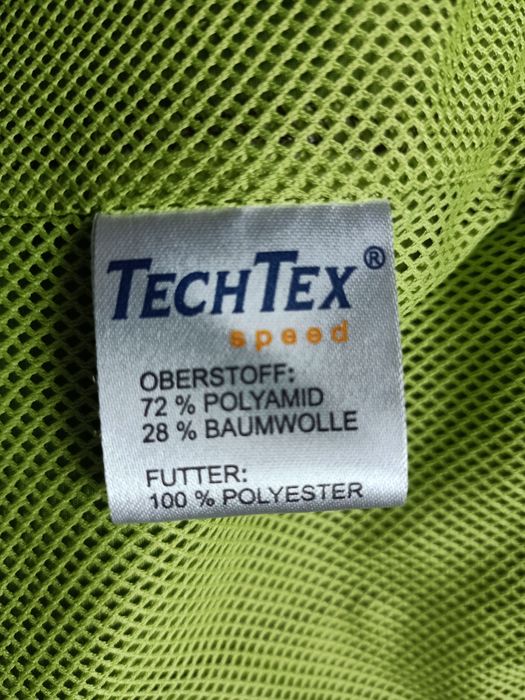 TECHTEX®
speed
OBERSTOFF:
72 % POLYAMID
28 % BAUMWOLLE
FUTTER:
100 % POLYESTER